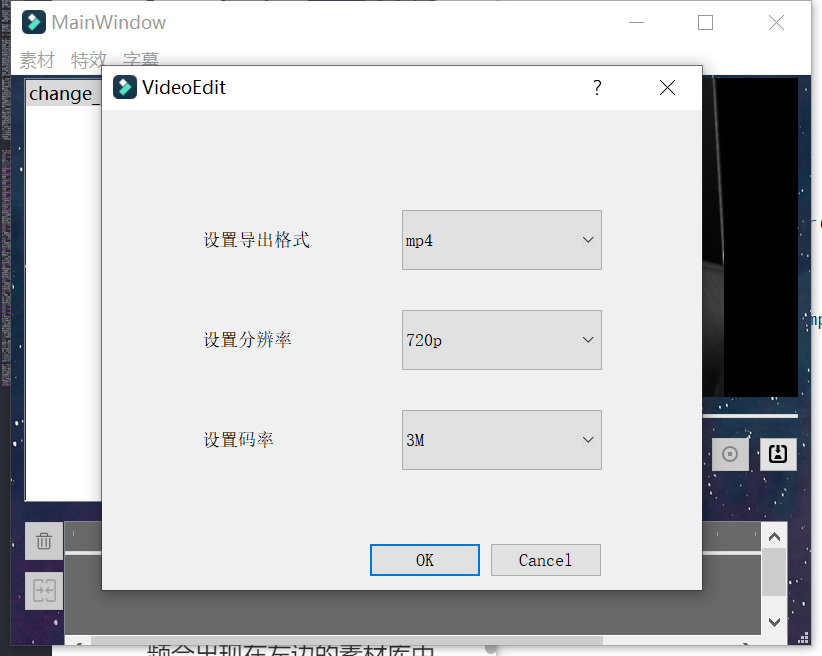 MainWindow
素材 特效 字幕
change_
VideoEdit
?
设置导出格式
mp4
设置分辨率
720p
设置码率
3M
OK
Cancel